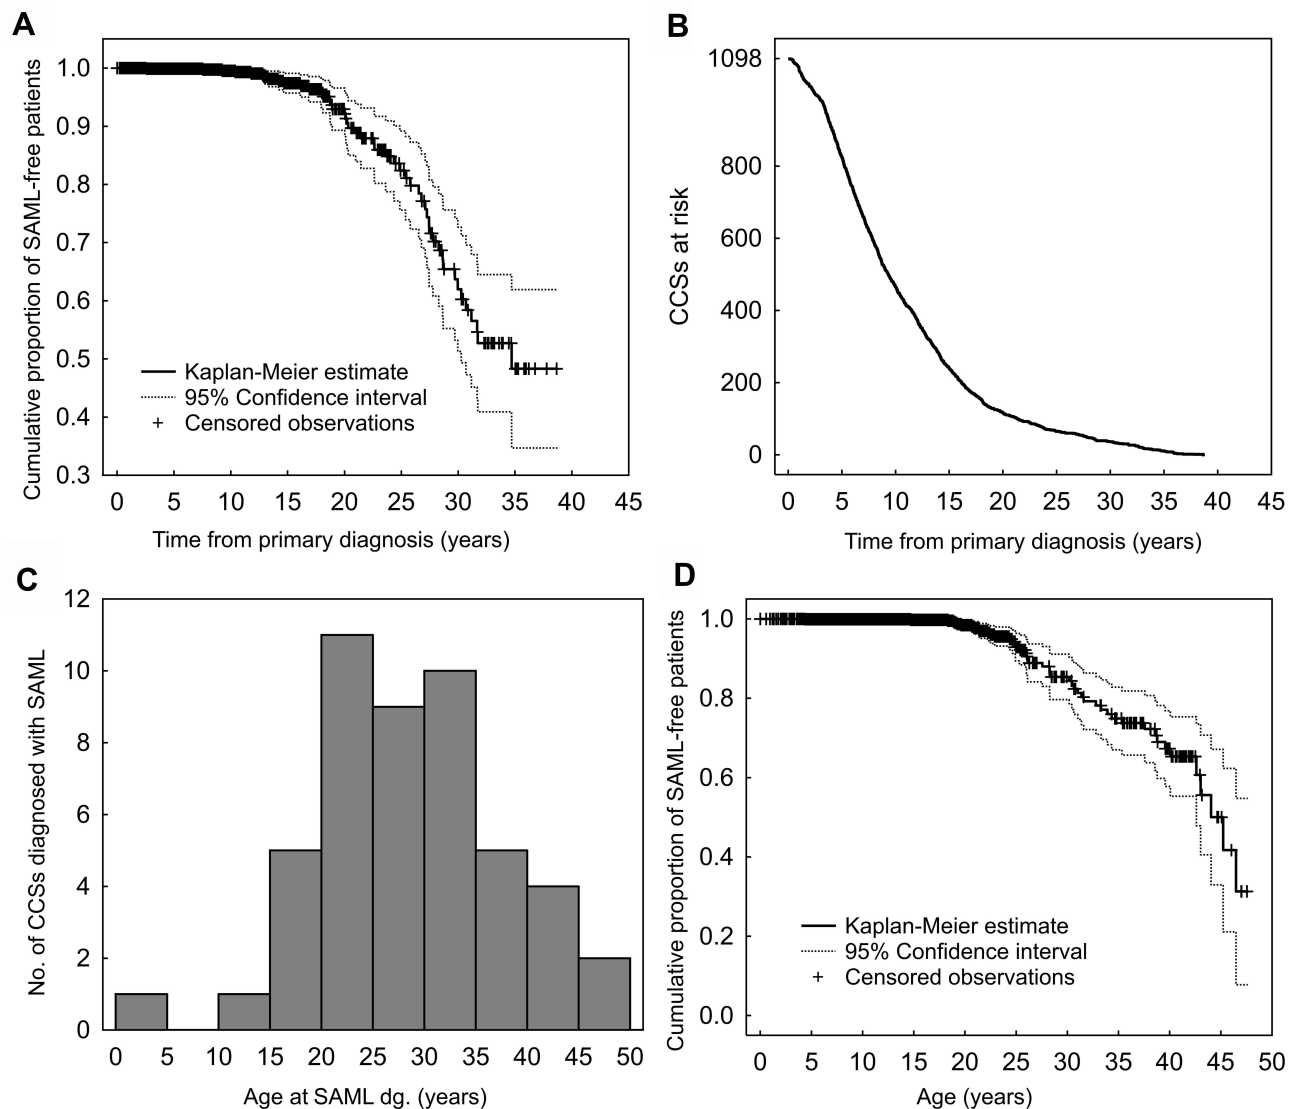 A
Cumulative proportion of SAML-free patients
1.0
0.9
0.8
0.7
0.6
0.5
0.4
0.3
Kaplan-Meier estimate
95% Confidence interval
Censored observations
0 5 10 15 20 25 30 35 40 45
Time from primary diagnosis (years)
B
CCSs at risk
1098
800
600
400
200
0
0 5 10 15 20 25 30 35 40 45
Time from primary diagnosis (years)
C
No. of CCSs diagnosed with SAML
12
10
8
6
4
2
0
0 5 10 15 20 25 30 35 40 45 50
Age at SAML dg. (years)
D
Cumulative proportion of SAML-free patients
1.0
0.8
0.6
0.4
0.2
0.0
Kaplan-Meier estimate
95% Confidence interval
Censored observations
0 5 10 15 20 25 30 35 40 45 50
Age (years)